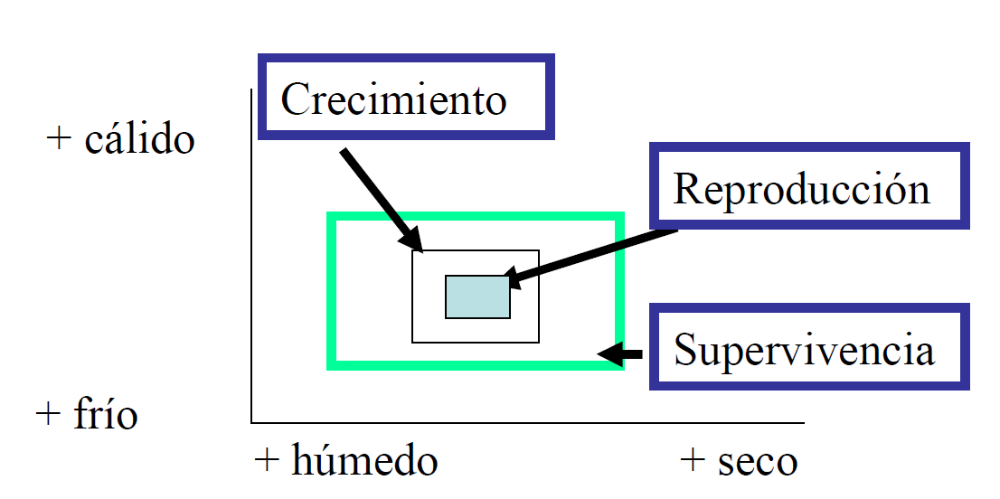 Crecimiento
+ cálido
Reproducción
Supervivencia
+ frío
+ húmedo
+ seco